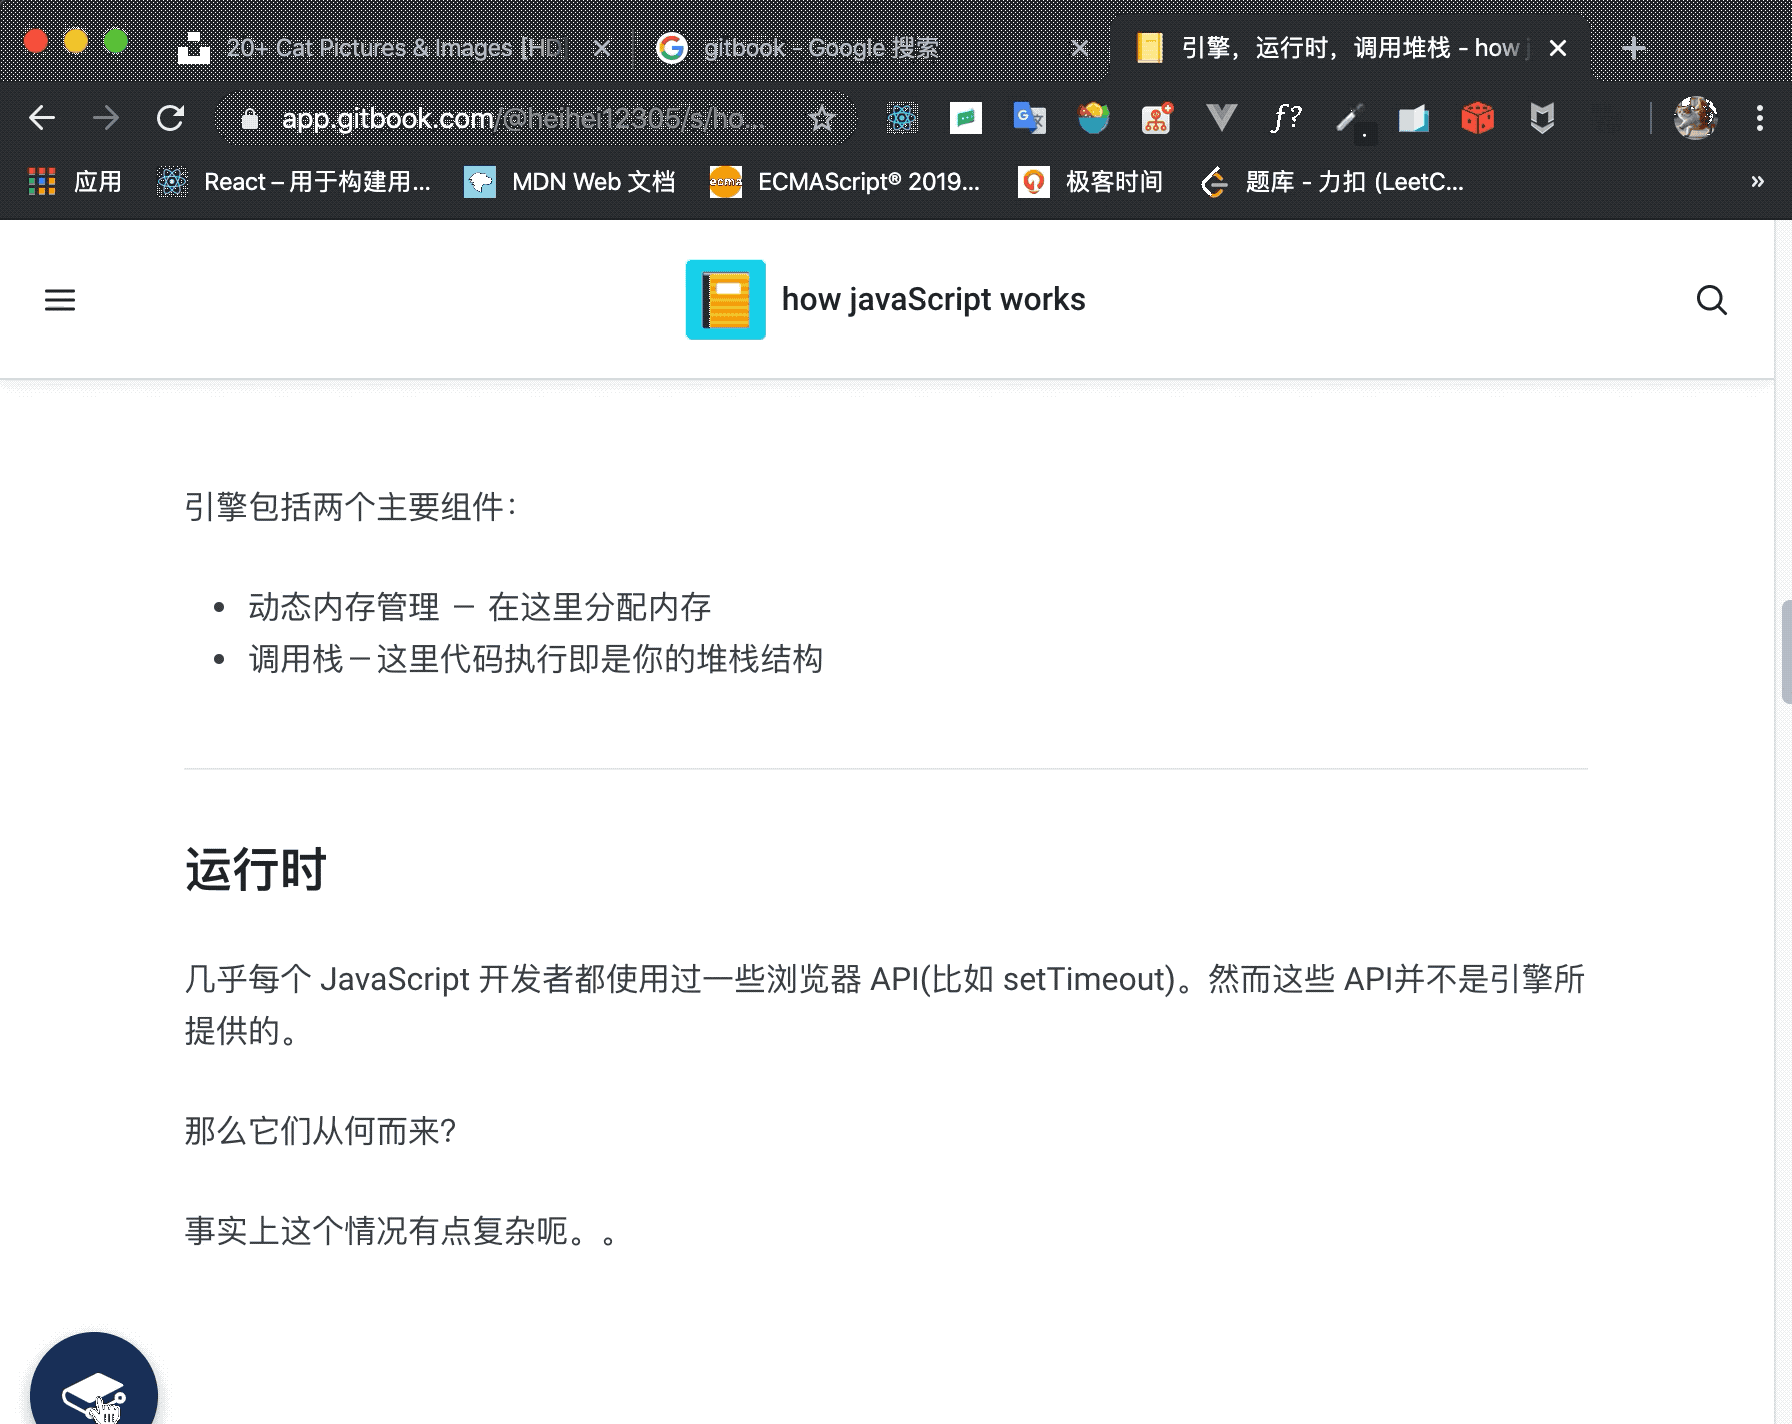 20+ Cat Pictures & Images [HD
gitbook - Google 搜索
引擎，运行时，调用堆栈 - how j
app.gitbook.com/@heihei12305/s/ho...
f?
应用
React – 用于构建用...
MDN Web 文档
ecma
ECMAScript® 2019...
极客时间
题库 - 力扣 (LeetC...
»
how javaScript works
引擎包括两个主要组件：
• 动态内存管理 — 在这里分配内存
• 调用栈 — 这里代码执行即是你的堆栈结构
运行时
几乎每个 JavaScript 开发者都使用过一些浏览器 API(比如 setTimeout)。然而这些 API并不是引擎所
提供的。
那么它们从何而来?
事实上这个情况有点复杂呃。。